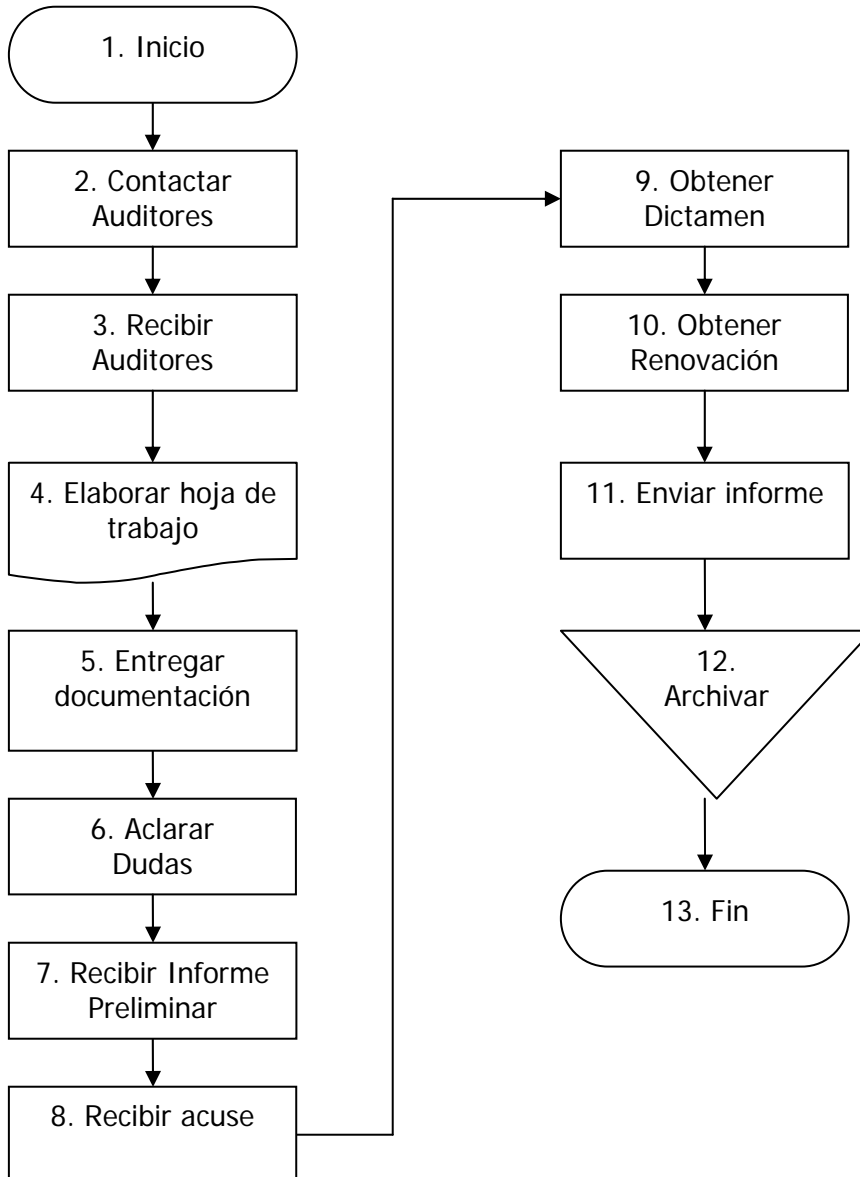 1. Inicio
2. Contactar
Auditores
3. Recibir
Auditores
4. Elaborar hoja de
trabajo
5. Entregar
documentación
6. Aclarar
Dudas
7. Recibir Informe
Preliminar
8. Recibir acuse
9. Obtener
Dictamen
10. Obtener
Renovación
11. Enviar informe
12.
Archivar
13. Fin